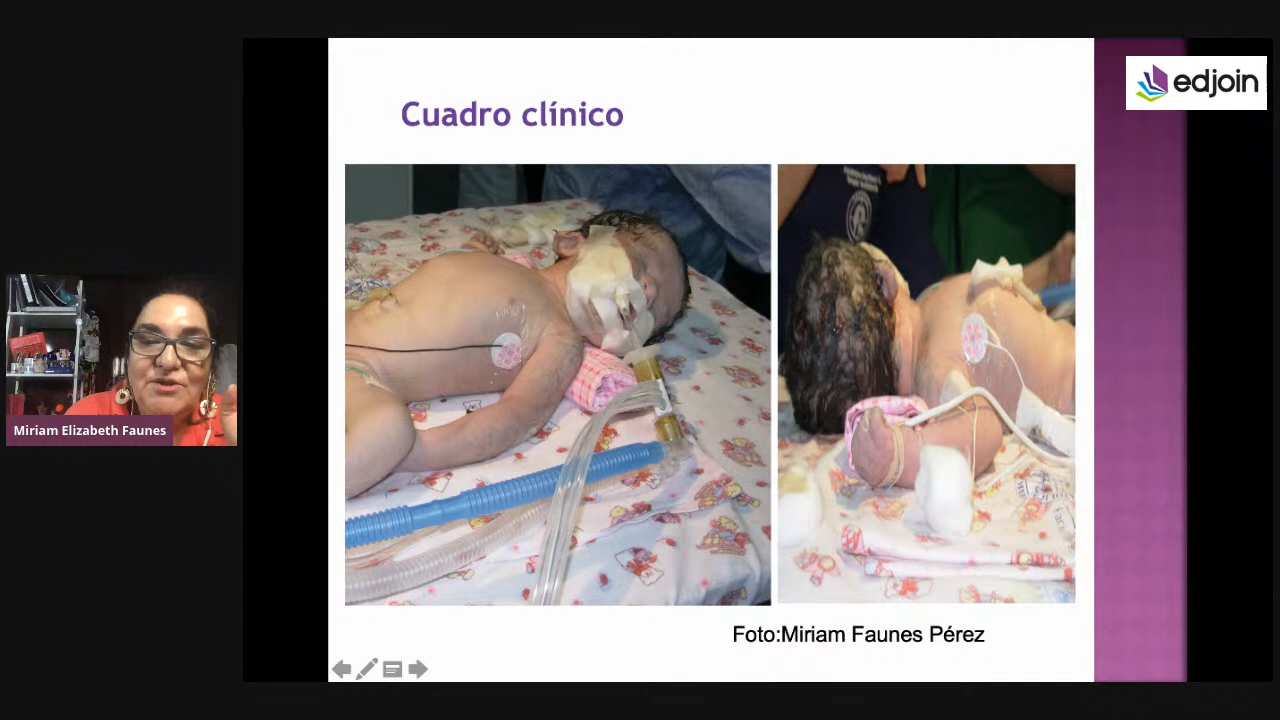 edjoin
Cuadro clínico
Miriam Elizabeth Faunes
Foto:Miriam Faunes Pérez